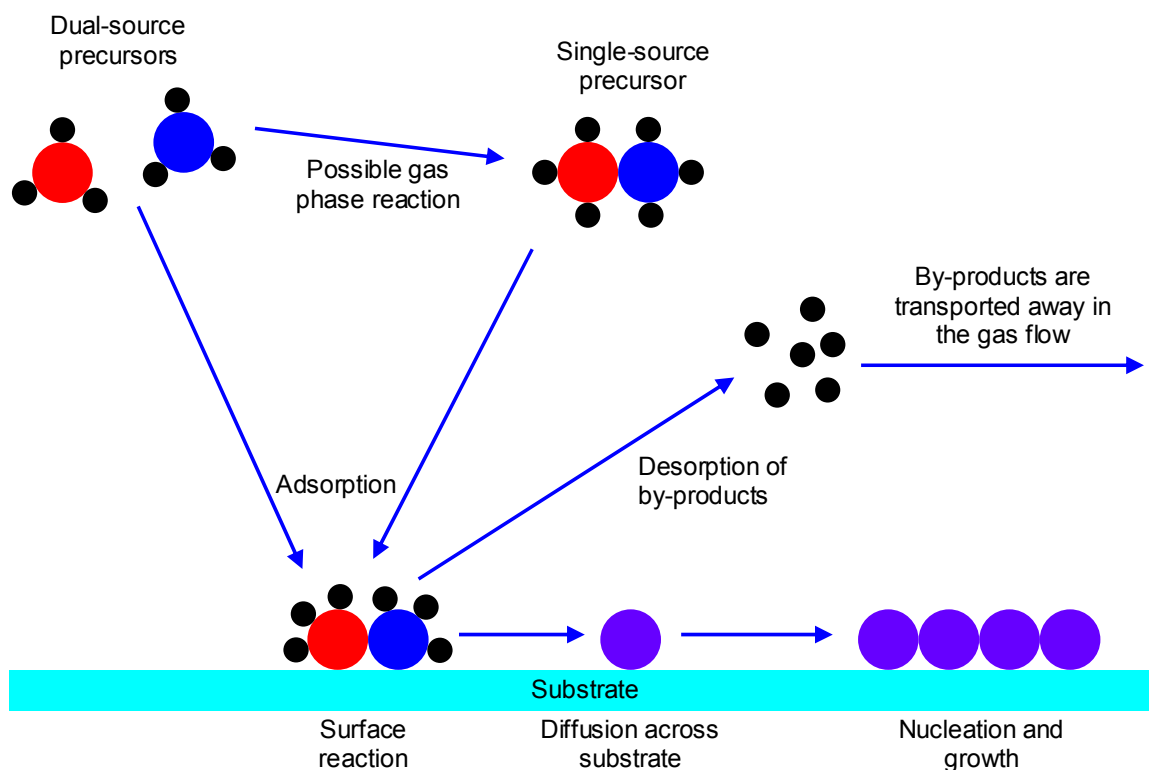 Dual-source
precursors
Single-source
precursor
Possible gas
phase reaction
By-products are
transported away in
the gas flow
Adsorption
Desorption of
by-products
Substrate
Surface
reaction
Diffusion across
substrate
Nucleation and
growth